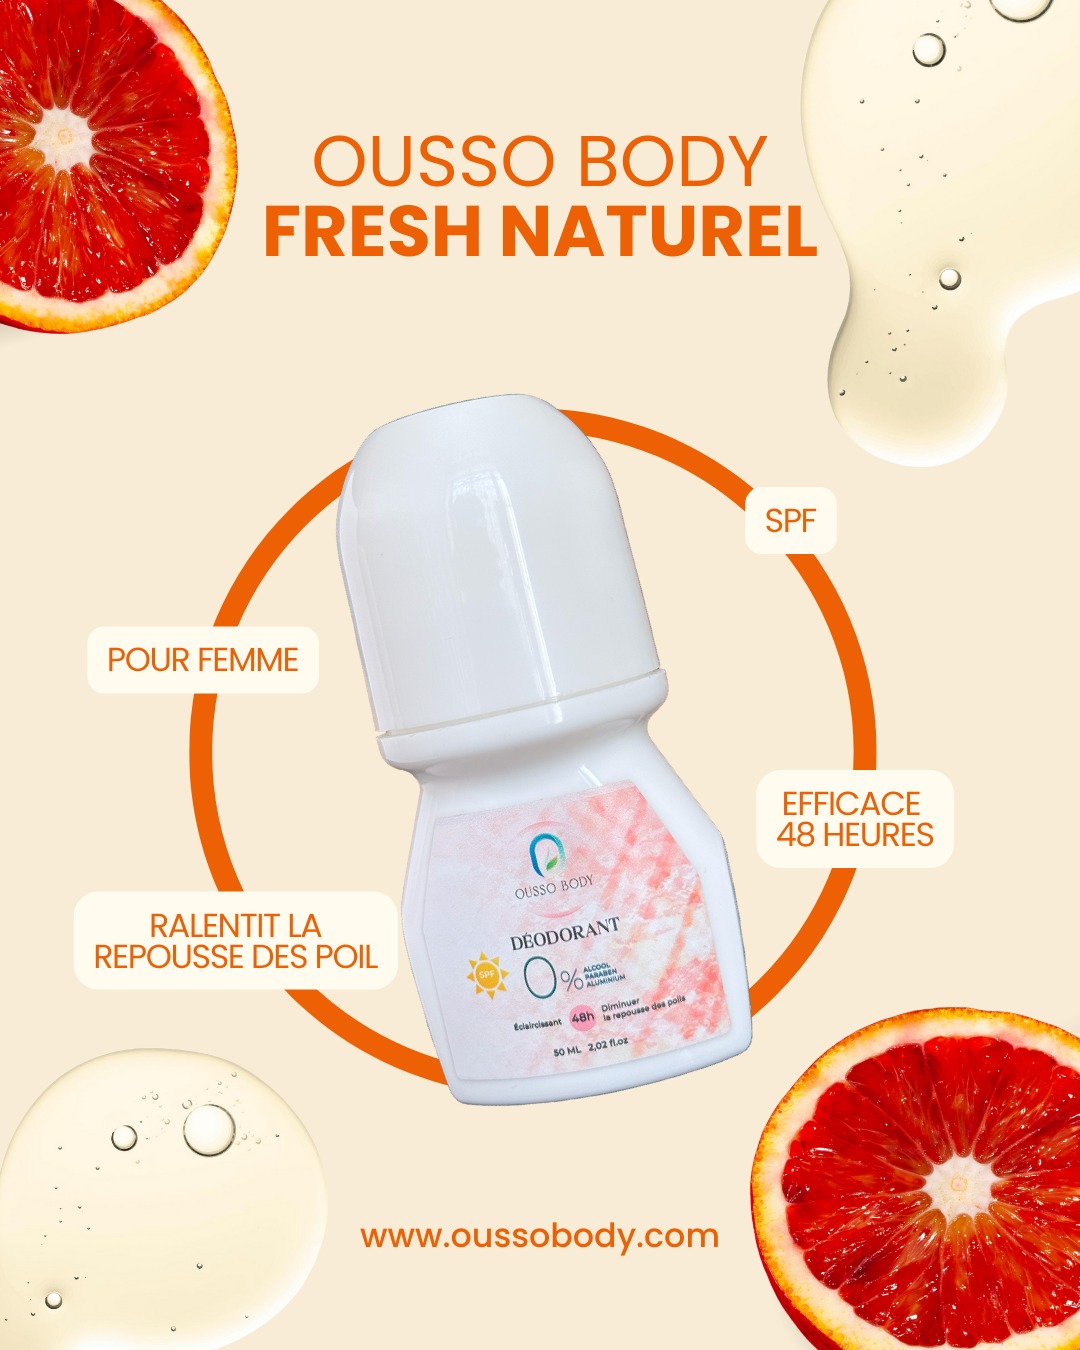 OUSSO BODY
FRESH NATUREL
SPF
POUR FEMME
EFFICACE
48 HEURES
RALENTIT LA
REPOUSSE DES POIL
OUSSO BODY
DÉODORANT
SPF
0%
ALCOOL
PARABEN
ALUMINIUM
Éclaircissant
48h
Diminuer
la repousse des poils
50 ML 2,02 fl.oz
www.oussobody.com